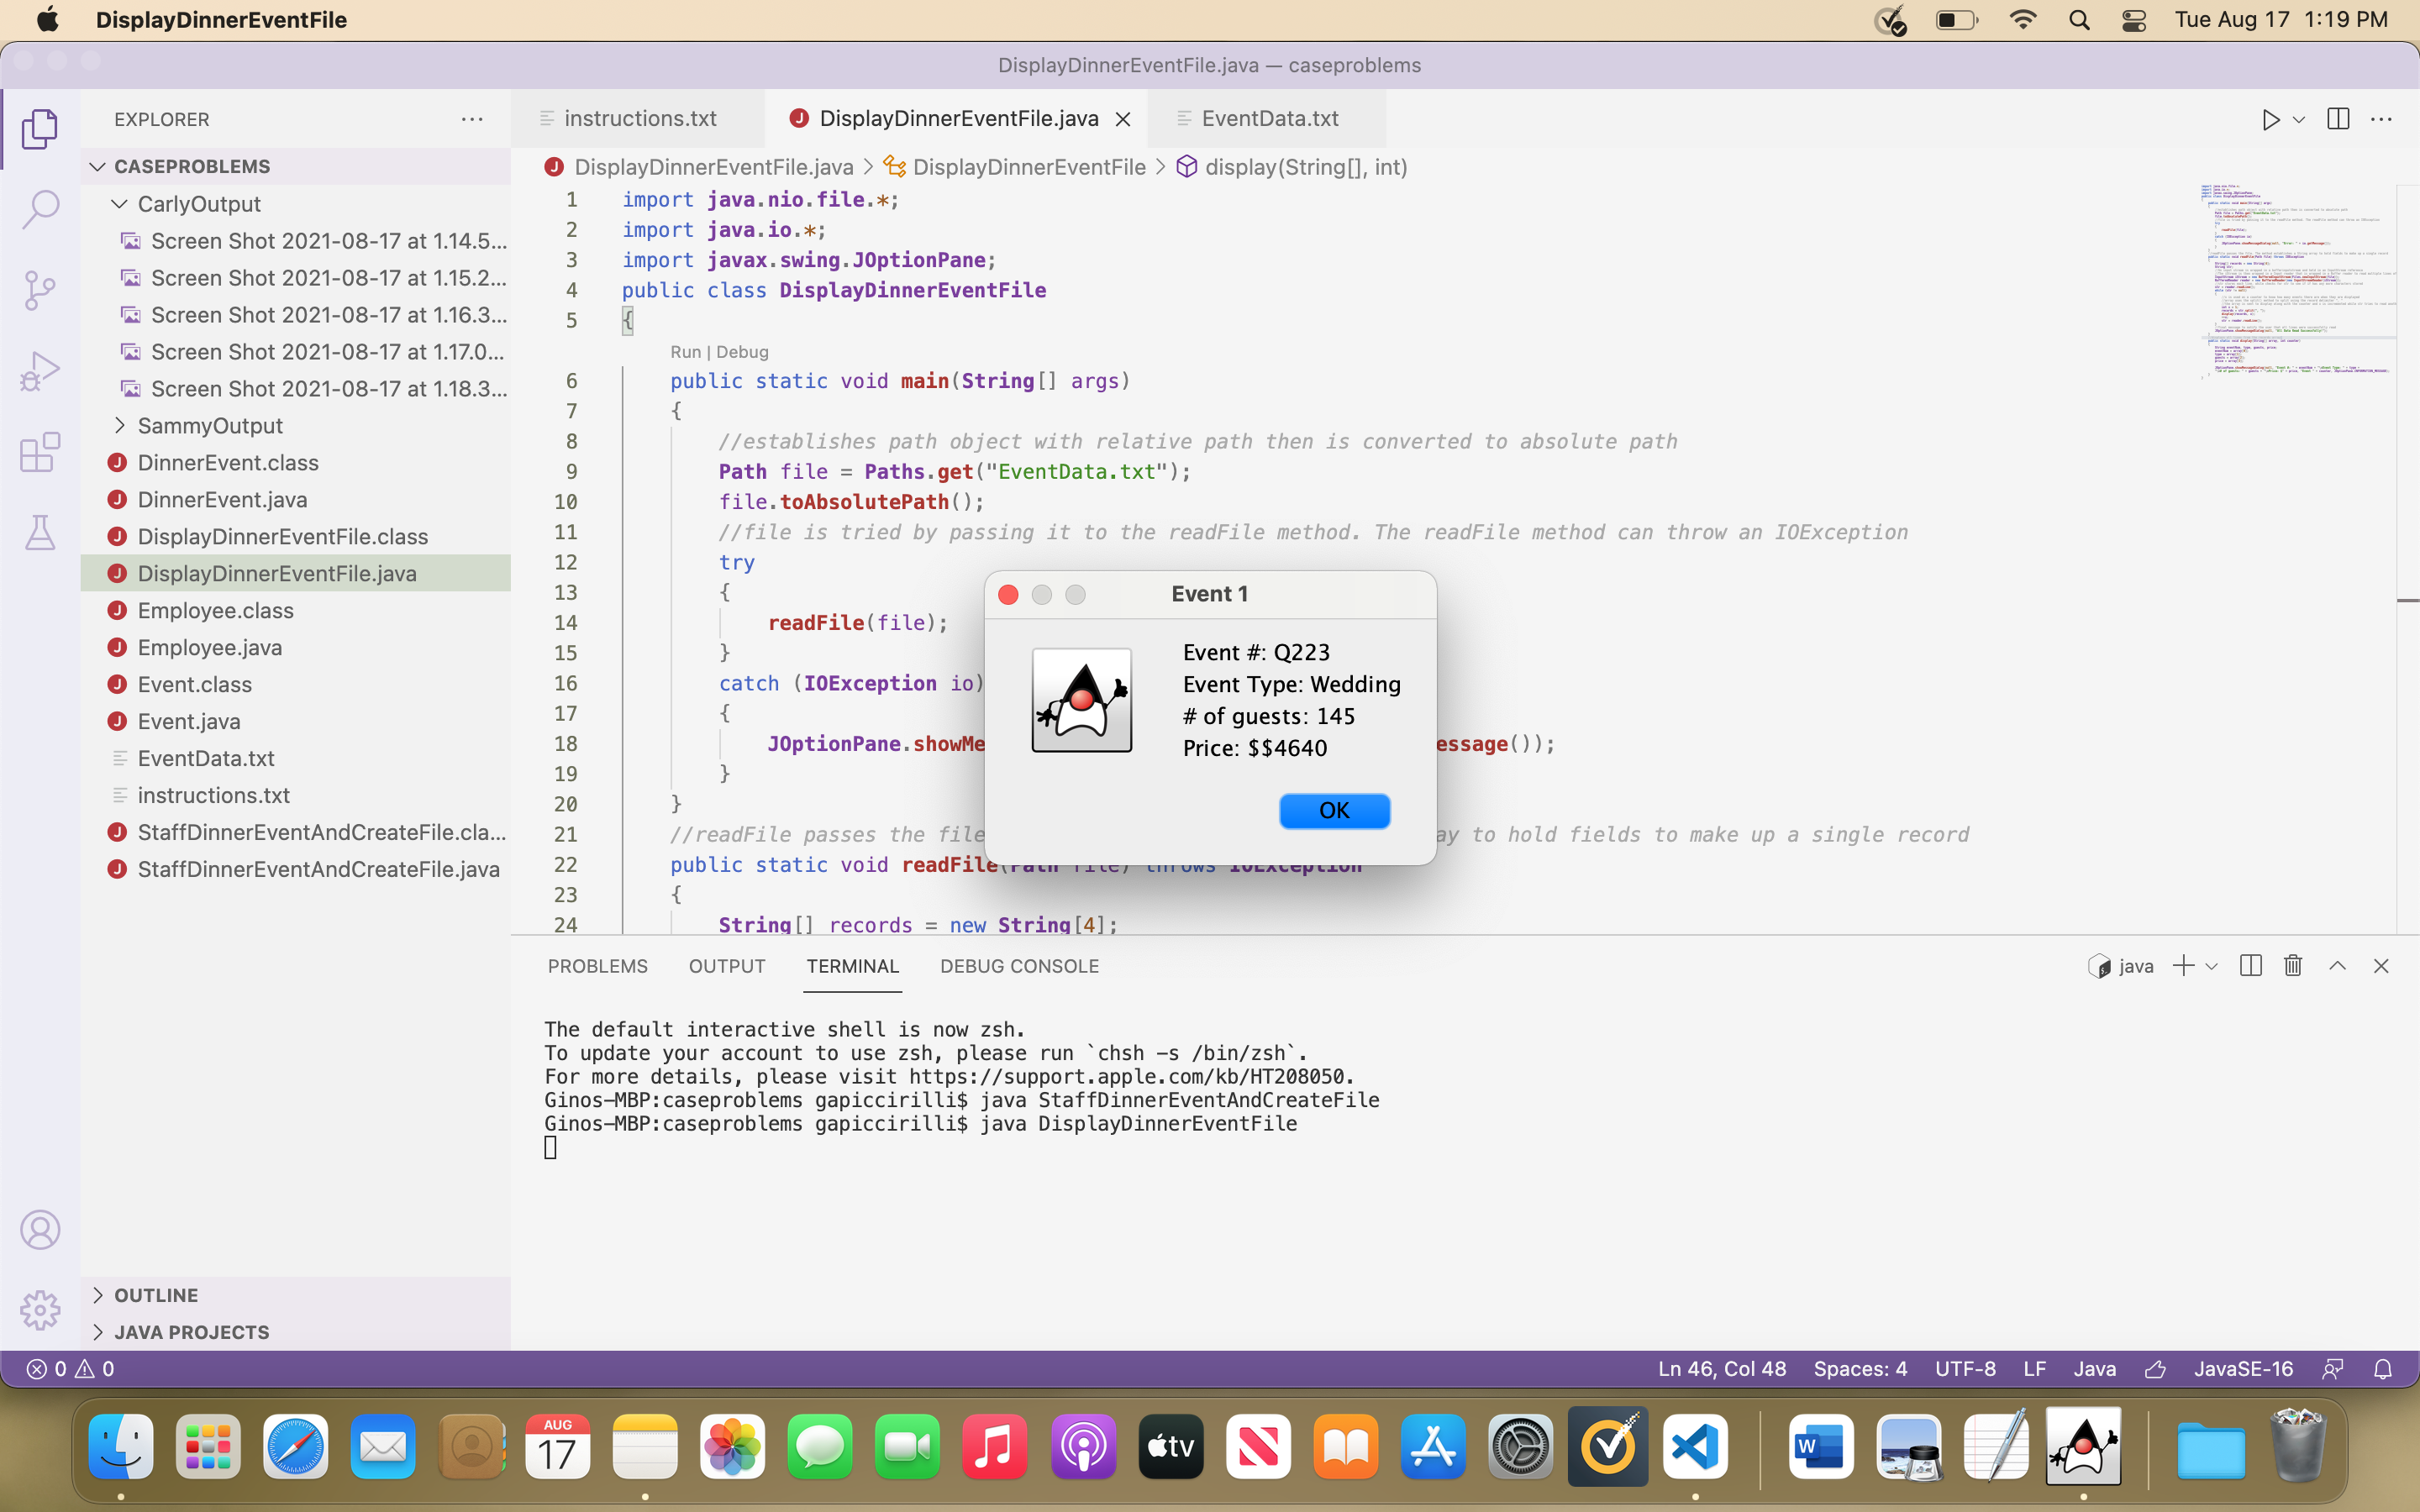 DisplayDinnerEventFile
Tue Aug 17 1:19 PM
DisplayDinnerEventFile.java — caseproblems
EXPLORER
CASEPROBLEMS
CarlyOutput
Screen Shot 2021-08-17 at 1.14.5...
Screen Shot 2021-08-17 at 1.15.2...
Screen Shot 2021-08-17 at 1.16.3...
Screen Shot 2021-08-17 at 1.17.0...
Screen Shot 2021-08-17 at 1.18.3...
SammyOutput
DinnerEvent.class
DinnerEvent.java
DisplayDinnerEventFile.class
DisplayDinnerEventFile.java
Employee.class
Employee.java
Event.class
Event.java
EventData.txt
instructions.txt
StaffDinnerEventAndCreateFile.cla...
StaffDinnerEventAndCreateFile.java
OUTLINE
JAVA PROJECTS
instructions.txt
DisplayDinnerEventFile.java
EventData.txt
DisplayDinnerEventFile.java > DisplayDinnerEventFile > display(String[], int)
1 import java.nio.file.*;
2 import java.io.*;
3 import javax.swing.JOptionPane;
4 public class DisplayDinnerEventFile
5 {
Run | Debug
6 public static void main(String[] args)
7 {
8 //establishes path object with relative path then is converted to absolute path
9 Path file = Paths.get("EventData.txt");
10 file.toAbsolutePath();
11 //file is tried by passing it to the readFile method. The readFile method can throw an IOException
12 try
13 {
14 readFile(file);
15 }
16 catch (IOException io)
17 {
18 JOptionPane.showMe essage());
19 }
20 }
21 //readFile passes the file ay to hold fields to make up a single record
22 public static void readFile(Path file) throws IOException
23 {
24 String[] records = new String[4];
Event 1
Event #: Q223
Event Type: Wedding
# of guests: 145
Price: $$4640
OK
PROBLEMS
OUTPUT
TERMINAL
DEBUG CONSOLE
java
The default interactive shell is now zsh.
To update your account to use zsh, please run `chsh -s /bin/zsh`.
For more details, please visit https://support.apple.com/kb/HT208050.
Ginos-MBP:caseproblems gapiccirilli$ java StaffDinnerEventAndCreateFile
Ginos-MBP:caseproblems gapiccirilli$ java DisplayDinnerEventFile
0 0
Ln 46, Col 48
Spaces: 4
UTF-8
LF
Java
JavaSE-16
AUG
17
tv
W